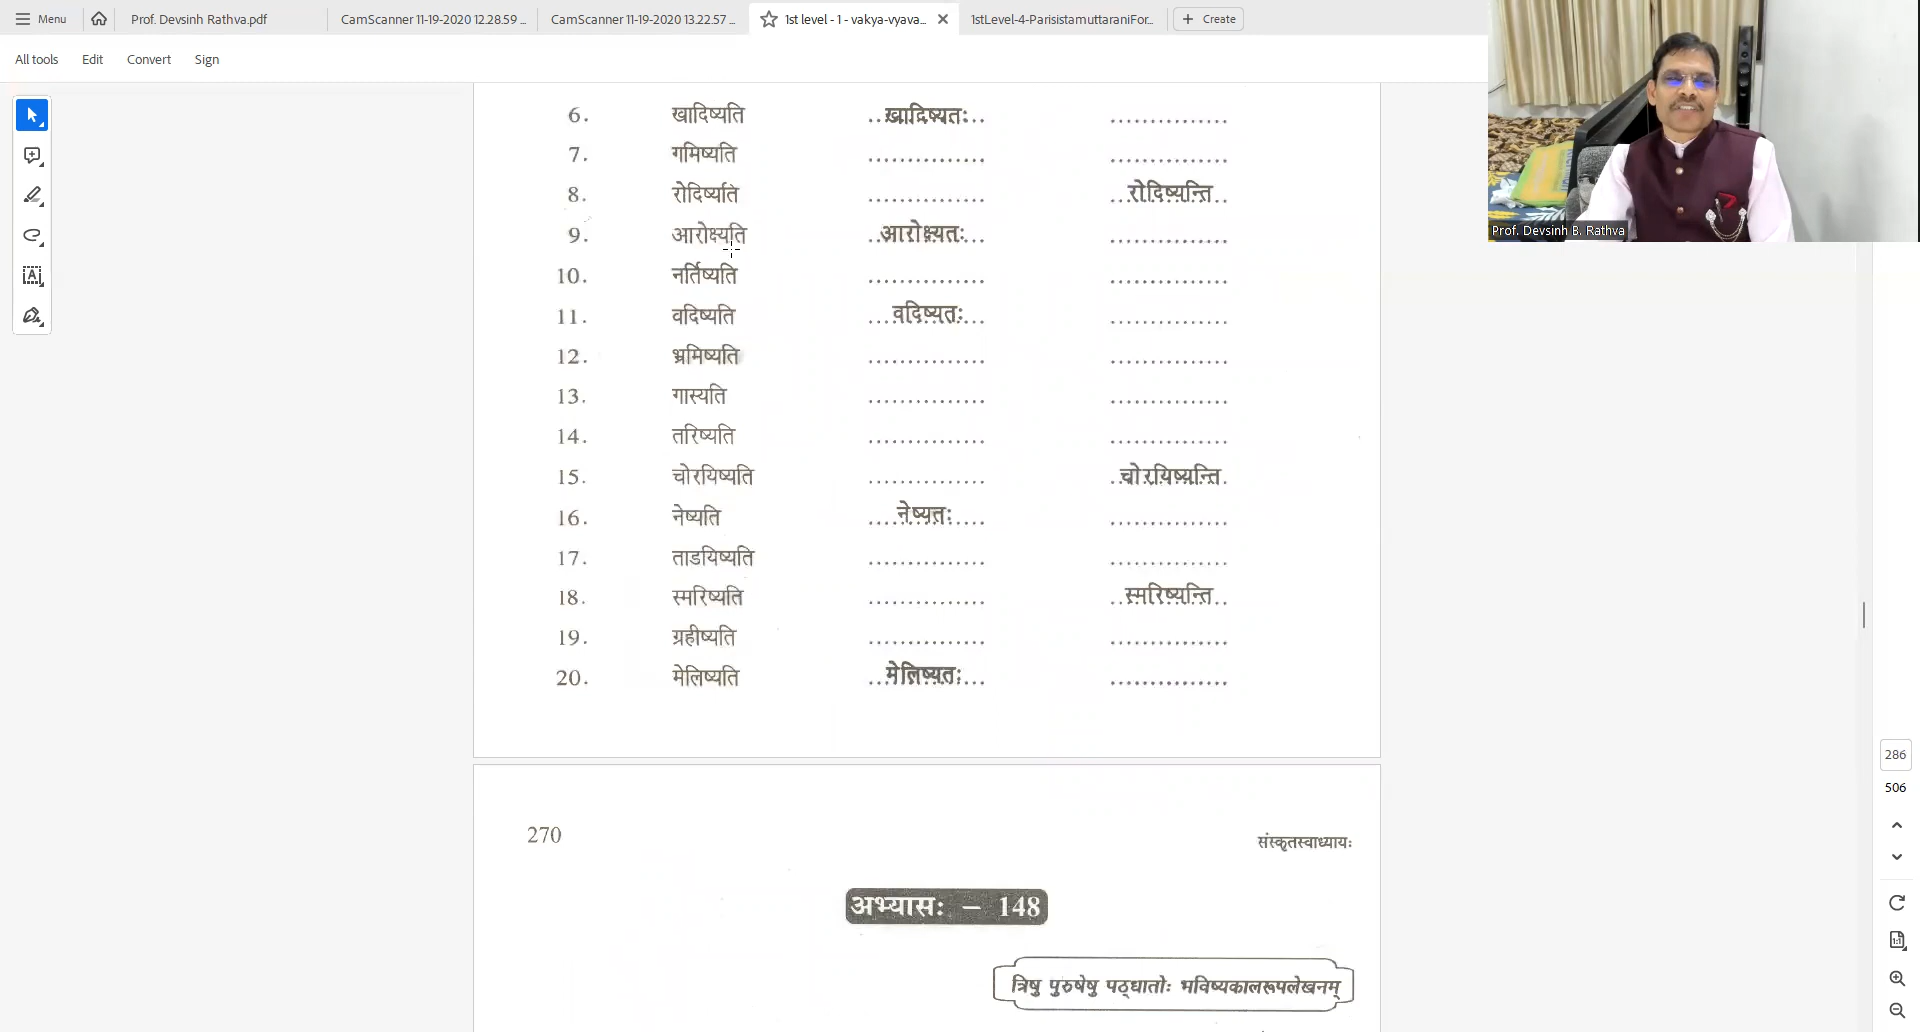 Menu
Prof. Devsinh Rathva.pdf
CamScanner 11-19-2020 12.28.59 ...
CamScanner 11-19-2020 13.22.57 ...
1st level - 1 - vakya-vyava...
1stLevel-4-ParisistamuttaraniFor...
Create
All tools Edit Convert Sign
Prof. Devsinh B. Rathva
6. खादिष्यति ...खादिष्यतः... ...............
7. गमिष्यति ............... ...............
8. रोदिष्यति ............... ...रोदिष्यन्ति...
9. आरोक्ष्यति ...आरोक्ष्यतः... ...............
10. नर्तिष्यति ............... ...............
11. वदिष्यति ...वदिष्यतः... ...............
12. भ्रमिष्यति ............... ...............
13. गास्यति ............... ...............
14. तरिष्यति ............... ...............
15. चोरयिष्यति ............... ..चोरयिष्यन्ति.
16. नेष्यति ....नेष्यतः.... ...............
17. ताडयिष्यति ............... ...............
18. स्मरिष्यति ............... ..स्मरिष्यन्ति..
19. ग्रहीष्यति ............... ...............
20. मेलिष्यति ...मेलिष्यतः... ...............
286
506
270 संस्कृतस्वाध्यायः
अभ्यासः – 148
त्रिषु पुरुषेषु पठ्धातोः भविष्यकालरूपलेखनम्